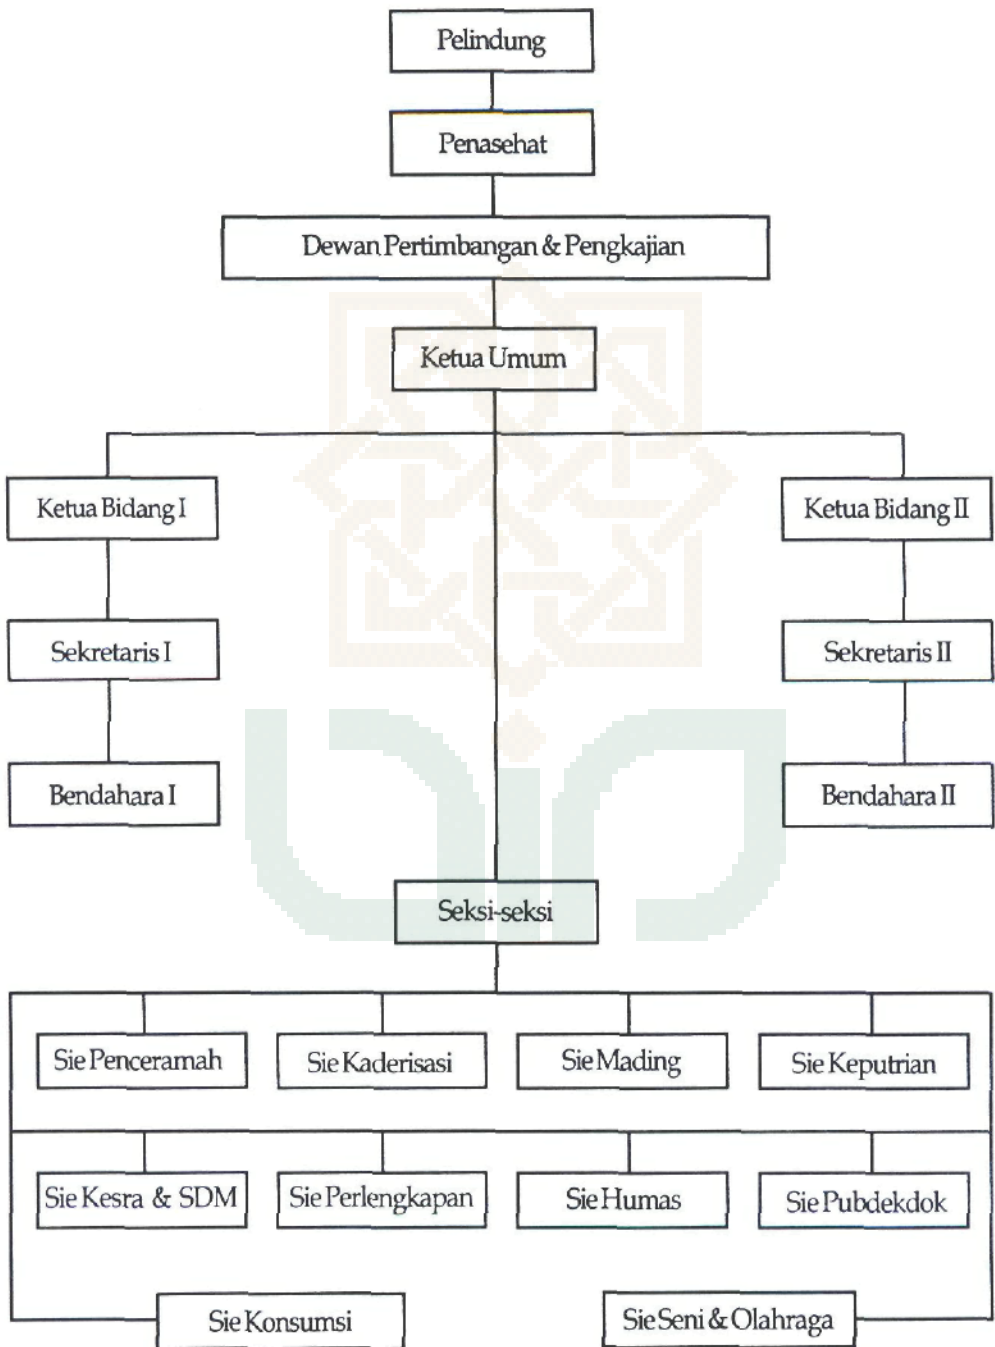 Pelindung
Penasehat
Dewan Pertimbangan & Pengkajian
Ketua Umum
Ketua Bidang I
Ketua Bidang II
Sekretaris I
Sekretaris II
Bendahara I
Bendahara II
Seksi-seksi
Sie Penceramah
Sie Kaderisasi
Sie Mading
Sie Keputrian
Sie Kesra & SDM
Sie Perlengkapan
Sie Humas
Sie Pubdekdok
Sie Konsumsi
Sie Seni & Olahraga